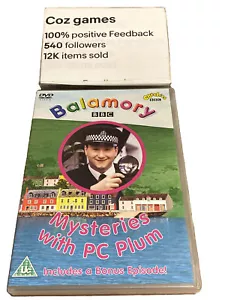 Coz games
100% positive Feedback
540 followers
12K items sold
DVD
Balamory
BBC
Mysteries
with PC Plum
Includes a Bonus Episode!
U